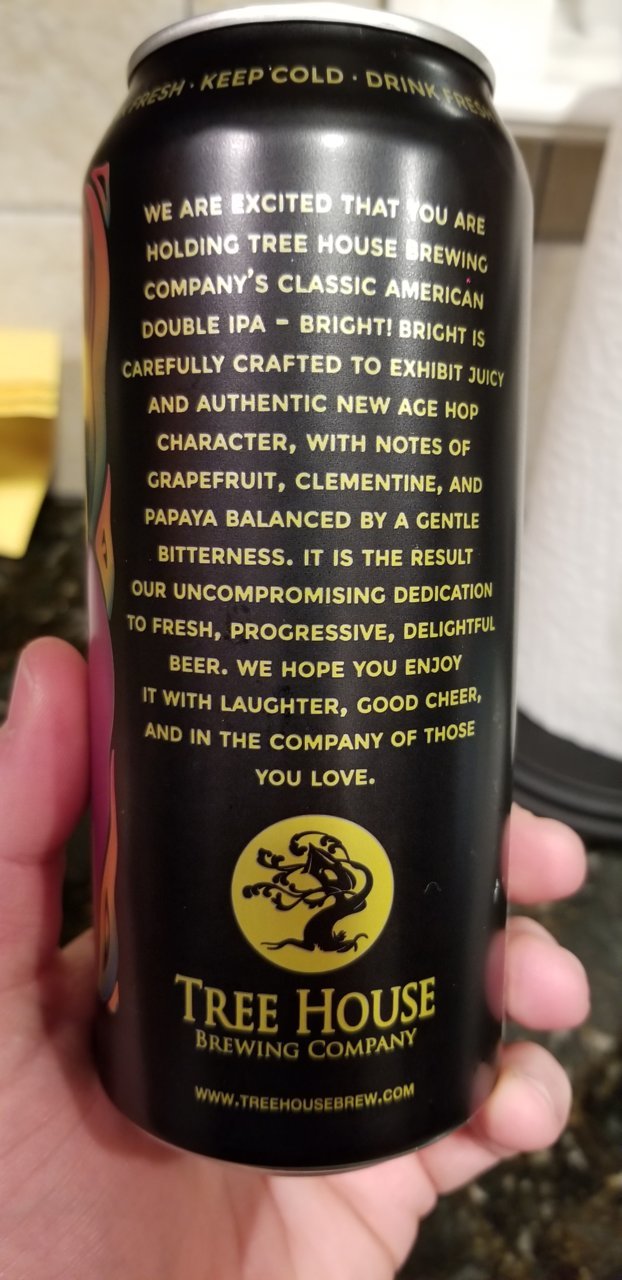 FRESH · KEEP COLD · DRINK FRESH
WE ARE EXCITED THAT YOU ARE
HOLDING TREE HOUSE BREWING
COMPANY'S CLASSIC AMERICAN
DOUBLE IPA – BRIGHT! BRIGHT IS
CAREFULLY CRAFTED TO EXHIBIT JUICY
AND AUTHENTIC NEW AGE HOP
CHARACTER, WITH NOTES OF
GRAPEFRUIT, CLEMENTINE, AND
PAPAYA BALANCED BY A GENTLE
BITTERNESS. IT IS THE RESULT
OUR UNCOMPROMISING DEDICATION
TO FRESH, PROGRESSIVE, DELIGHTFUL
BEER. WE HOPE YOU ENJOY
IT WITH LAUGHTER, GOOD CHEER,
AND IN THE COMPANY OF THOSE
YOU LOVE.
TREE HOUSE
BREWING COMPANY
WWW.TREEHOUSEBREW.COM